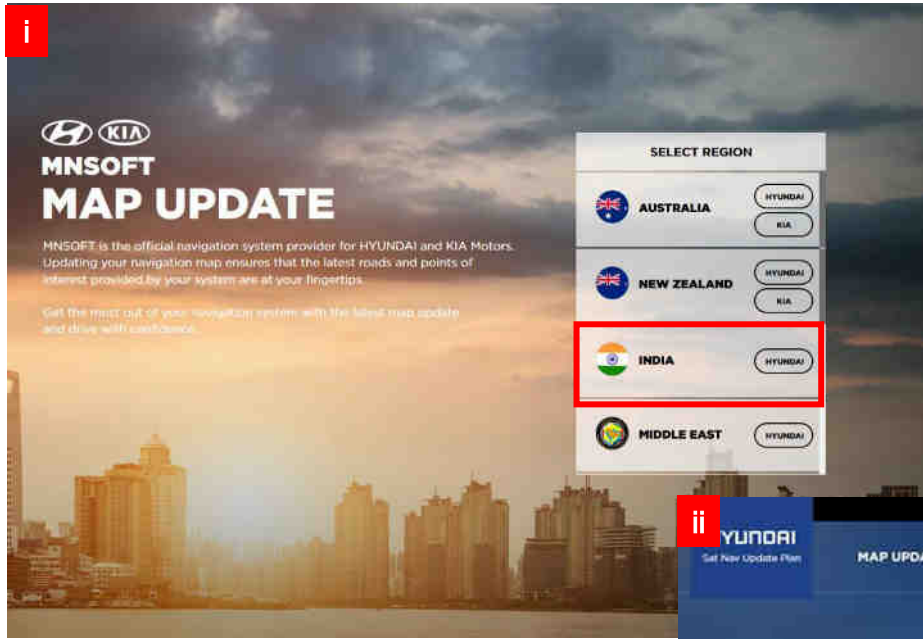 i
KIA
MNSOFT
MAP UPDATE
MNSOFT is the official navigation system provider for HYUNDAI and KIA Motors.
Updating your navigation map ensures that the latest roads and points of
interest provided by your system are at your fingertips.
Get the most out of your navigation system with the latest map update
and drive with confidence.
SELECT REGION
AUSTRALIA
HYUNDAI
KIA
NEW ZEALAND
HYUNDAI
KIA
INDIA
HYUNDAI
MIDDLE EAST
HYUNDAI
ii
YUNDAI
Sat Nav Update Plan
MAP UPDA